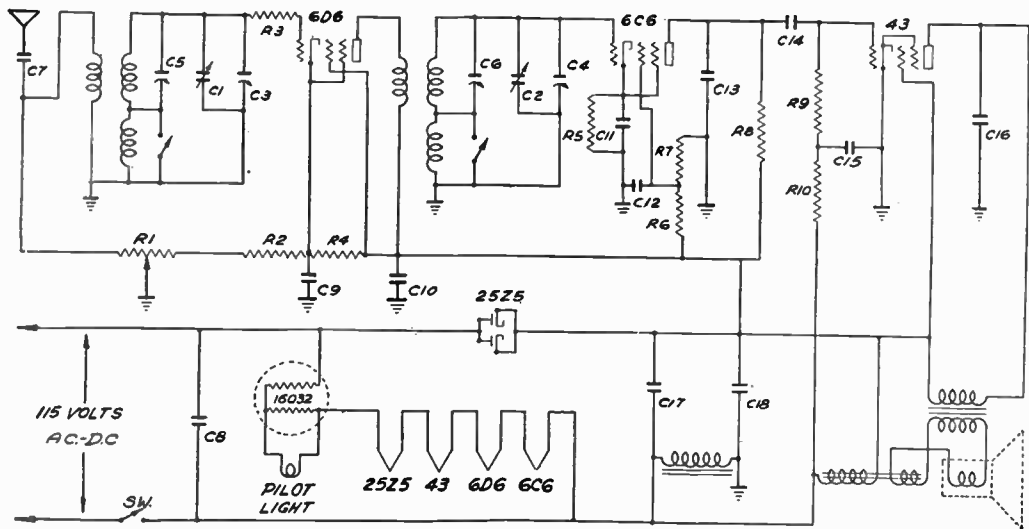 6D6
6C6
43
R3
C7
C5
C1
C3
C6
C2
C4
R5
C11
C13
C14
R9
C15
C16
R8
R7
C12
R10
R6
R1
R2
R4
C9
C10
25Z5
115 VOLTS
A.C.-D.C
C8
16032
C17
C18
PILOT
LIGHT
25Z5 43 6D6 6C6
SW.